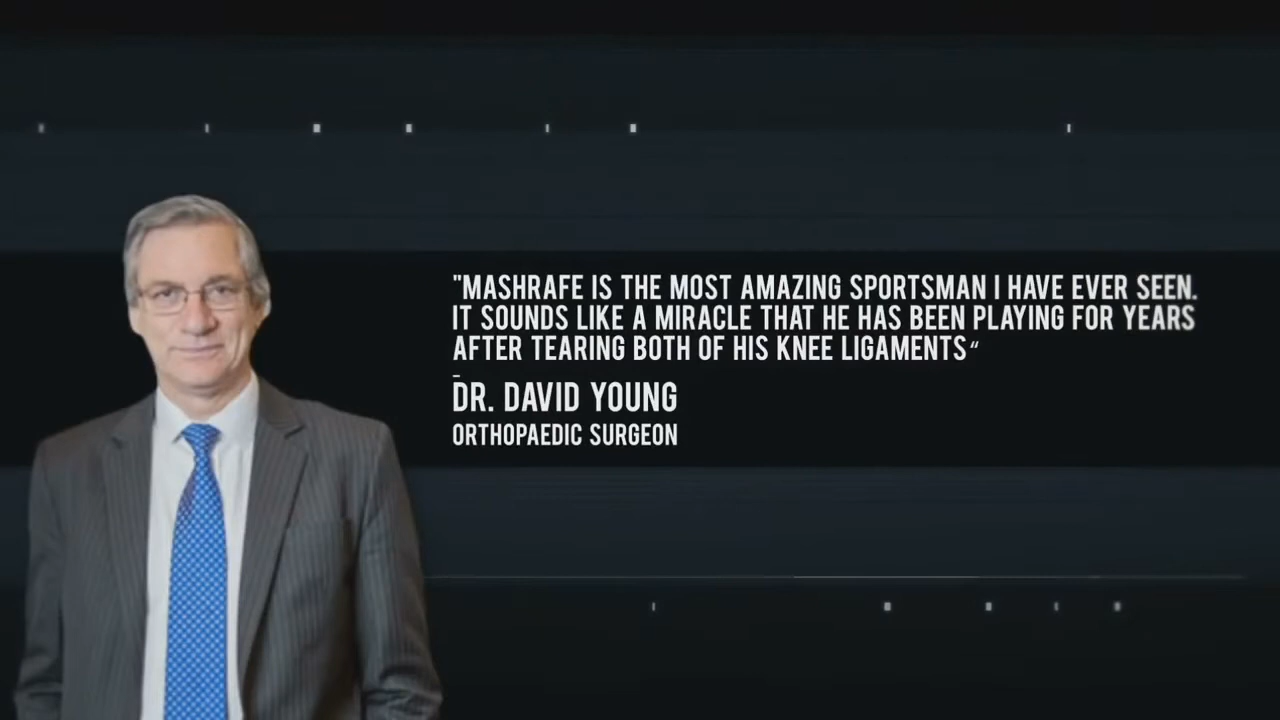 "MASHRAFE IS THE MOST AMAZING SPORTSMAN I HAVE EVER SEEN.
IT SOUNDS LIKE A MIRACLE THAT HE HAS BEEN PLAYING FOR YEARS
AFTER TEARING BOTH OF HIS KNEE LIGAMENTS“
-
DR. DAVID YOUNG
ORTHOPAEDIC SURGEON